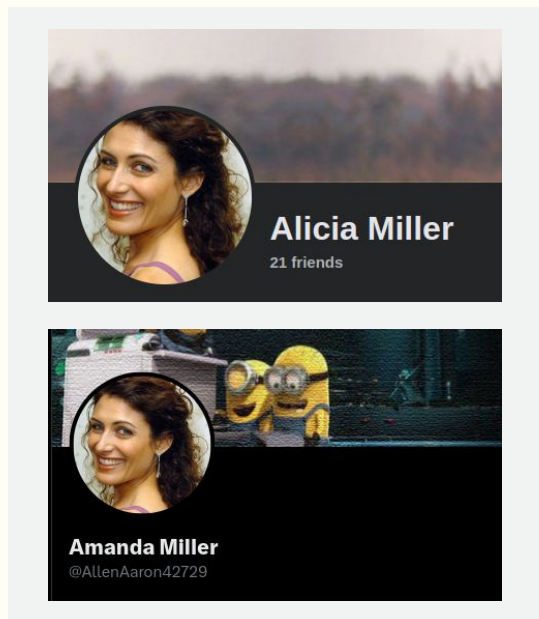 Alicia Miller
21 friends
Amanda Miller
@AllenAaron42729